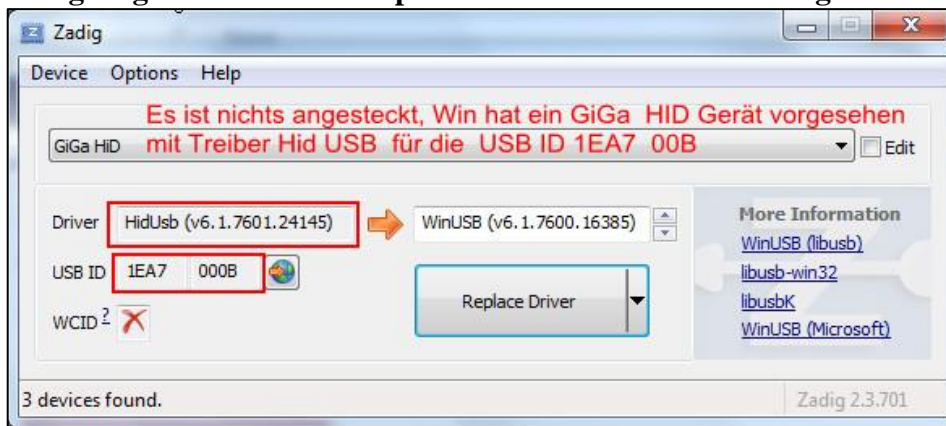 Zadig
Device Options Help
Es ist nichts angesteckt, Win hat ein GiGa HID Gerät vorgesehen
mit Treiber Hid USB für die USB ID 1EA7 00B
GiGa HiD
Edit
Driver HidUsb (v6.1.7601.24145) WinUSB (v6.1.7600.16385)
USB ID 1EA7 000B
WCID ?
Replace Driver
More Information
WinUSB (libusb)
libusb-win32
libusbK
WinUSB (Microsoft)
3 devices found.
Zadig 2.3.701